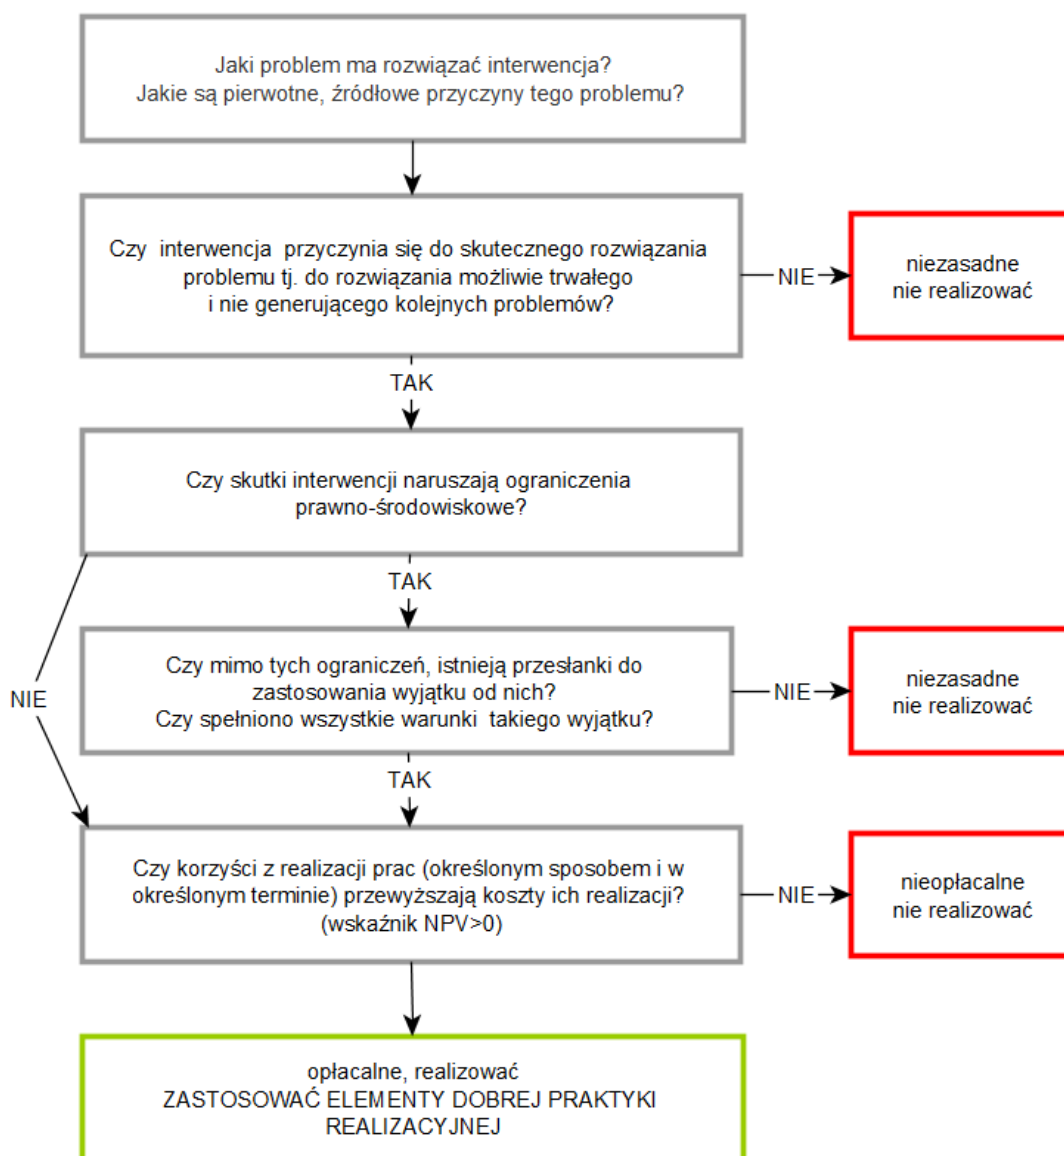 Jaki problem ma rozwiązać interwencja?
Jakie są pierwotne, źródłowe przyczyny tego problemu?
Czy interwencja przyczynia się do skutecznego rozwiązania
problemu tj. do rozwiązania możliwie trwałego
i nie generującego kolejnych problemów?
NIE
niezasadne
nie realizować
TAK
Czy skutki interwencji naruszają ograniczenia
prawno-środowiskowe?
TAK
NIE
Czy mimo tych ograniczeń, istnieją przesłanki do
zastosowania wyjątku od nich?
Czy spełniono wszystkie warunki takiego wyjątku?
NIE
niezasadne
nie realizować
TAK
Czy korzyści z realizacji prac (określonym sposobem i w
określonym terminie) przewyższają koszty ich realizacji?
(wskaźnik NPV>0)
NIE
nieopłacalne
nie realizować
opłacalne, realizować
ZASTOSOWAĆ ELEMENTY DOBREJ PRAKTYKI
REALIZACYJNEJ